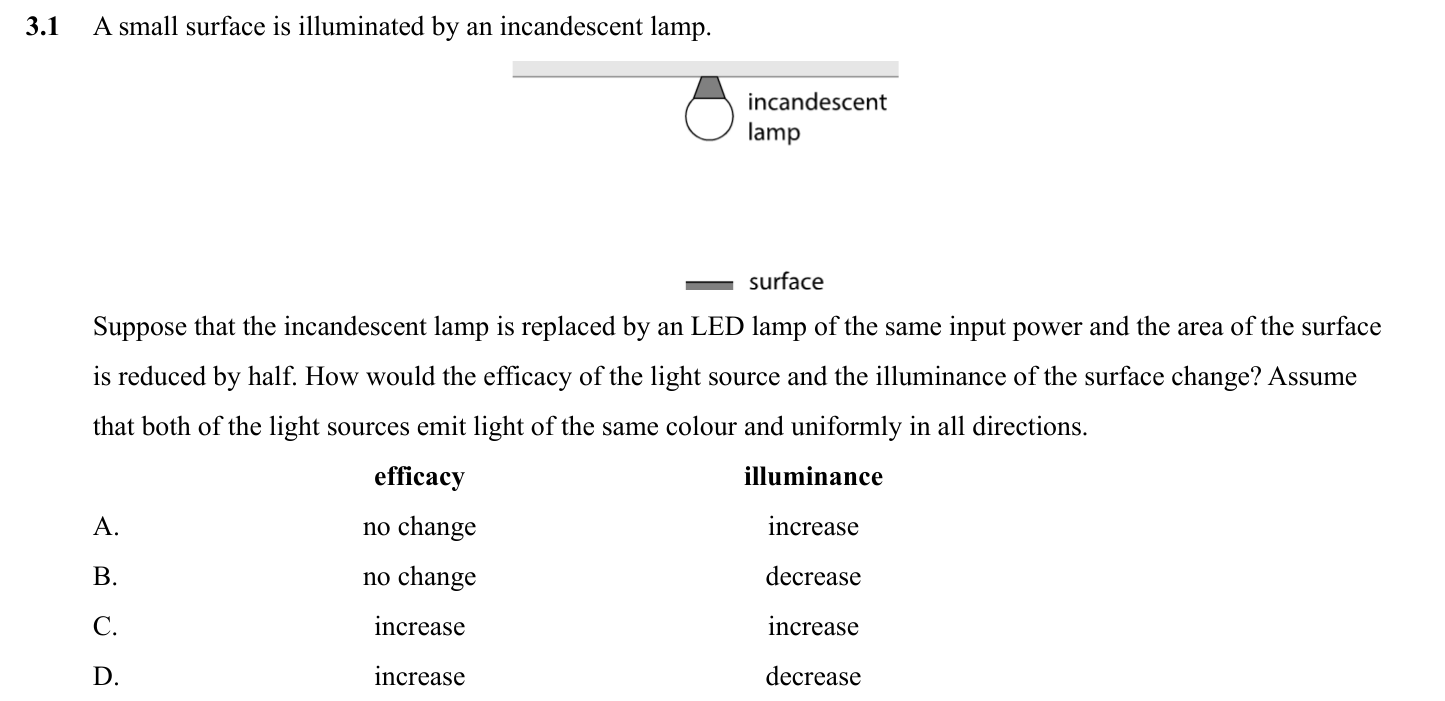 3.1 A small surface is illuminated by an incandescent lamp.
incandescent
lamp
surface
Suppose that the incandescent lamp is replaced by an LED lamp of the same input power and the area of the surface
is reduced by half. How would the efficacy of the light source and the illuminance of the surface change? Assume
that both of the light sources emit light of the same colour and uniformly in all directions.
efficacy illuminance
A. no change increase
B. no change decrease
C. increase increase
D. increase decrease